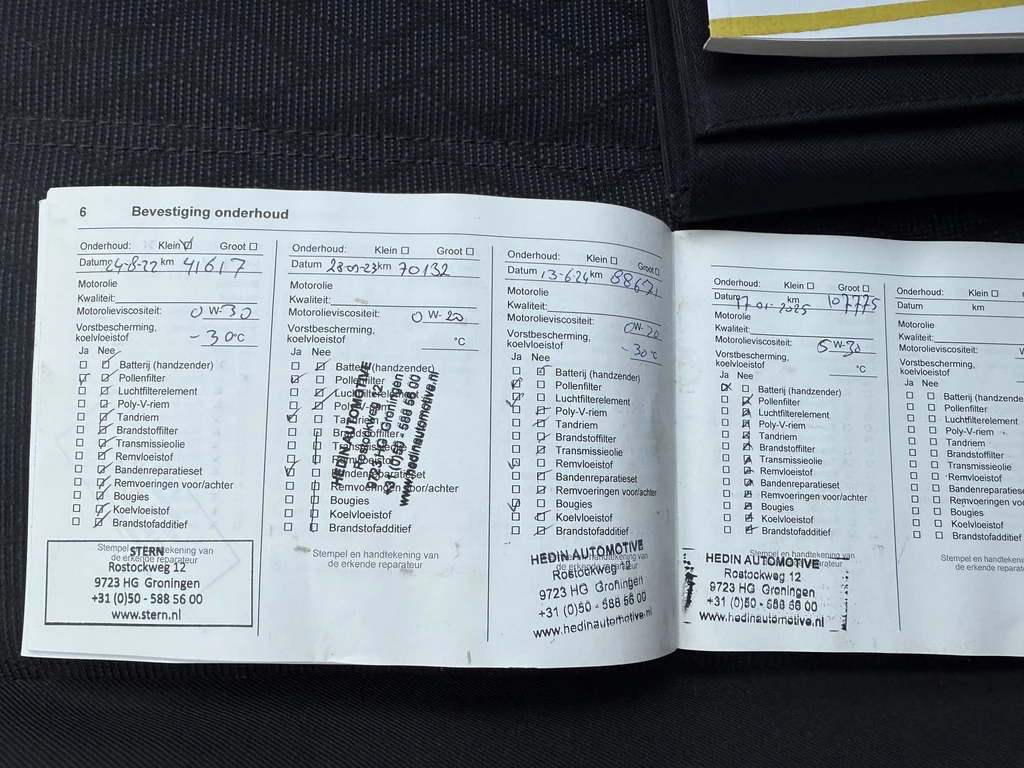 6 Bevestiging onderhoud
Onderhoud: Klein Groot
Datum 24-8-22 km 41617
Motorolie
Kwaliteit:
Motorolieviscositeit: 0 W-30
Vorstbescherming,
koelvloeistof -30°C
Ja Nee
Batterij (handzender)
Pollenfilter
Luchtfilterelement
Poly-V-riem
Tandriem
Brandstoffilter
Transmissieolie
Remvloeistof
Bandenreparatieset
Remvoeringen voor/achter
Bougies
Koelvloeistof
Brandstofadditief
Stempel en handtekening van
de erkende reparateur
STERN
Rostockweg 12
9723 HG Groningen
+31 (0)50 - 588 56 00
www.stern.nl
Onderhoud: Klein Groot
Datum 28-09-23 km 70132
Motorolie
Kwaliteit:
Motorolieviscositeit: 0 W-20
Vorstbescherming,
koelvloeistof °C
Ja Nee
Batterij (handzender)
Pollenfilter
Luchtfilterelement
Poly-V-riem
Tandriem
Brandstoffilter
Transmissieolie
Remvloeistof
Bandenreparatieset
Remvoeringen voor/achter
Bougies
Koelvloeistof
Brandstofadditief
HEDIN AUTOMOTIVE
Rostockweg 12
9723 HG Groningen
+31 (0)50 - 588 56 00
www.hedinautomotive.nl
Stempel en handtekening van
de erkende reparateur
Onderhoud: Klein Groot
Datum 13-6-24 km 88671
Motorolie
Kwaliteit:
Motorolieviscositeit: 0W-20
Vorstbescherming,
koelvloeistof -30°C
Ja Nee
Batterij (handzender)
Pollenfilter
Luchtfilterelement
Poly-V-riem
Tandriem
Brandstoffilter
Transmissieolie
Remvloeistof
Bandenreparatieset
Remvoeringen voor/achter
Bougies
Koelvloeistof
Brandstofadditief
Stempel en handtekening van
de erkende reparateur
HEDIN AUTOMOTIVE
Rostockweg 12
9723 HG Groningen
+31 (0)50 - 588 56 00
www.hedinautomotive.nl
Onderhoud: Klein Groot
Datum 17-01-2025 km 107775
Motorolie
Kwaliteit:
Motorolieviscositeit: 5 W-30
Vorstbescherming,
koelvloeistof °C
Ja Nee
Batterij (handzender)
Pollenfilter
Luchtfilterelement
Poly-V-riem
Tandriem
Brandstoffilter
Transmissieolie
Remvloeistof
Bandenreparatieset
Remvoeringen voor/achter
Bougies
Koelvloeistof
Brandstofadditief
Stempel en handtekening van
de erkende reparateur
HEDIN AUTOMOTIVE
Rostockweg 12
9723 HG Groningen
+31 (0)50 - 588 56 00
www.hedinautomotive.nl
Onderhoud: Klein
Datum km
Motorolie
Kwaliteit:
Motorolieviscositeit:
Vorstbescherming,
koelvloeistof
Ja Nee
Batterij (handzende
Pollenfilter
Luchtfilterelement
Poly-V-riem
Tandriem
Brandstoffilter
Transmissieolie
Remvloeistof
Bandenreparatieset
Remvoeringen voor/a
Bougies
Koelvloeistof
Brandstofadditief
Stempel en handtekenin
de erkende reparateu